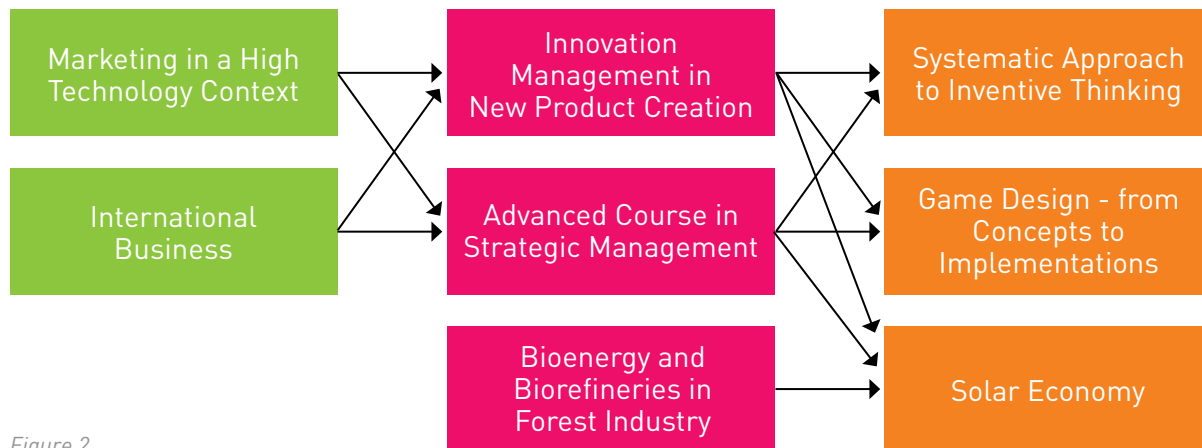 Marketing in a High
Technology Context
Innovation
Management in
New Product Creation
Systematic Approach
to Inventive Thinking
International
Business
Advanced Course in
Strategic Management
Game Design - from
Concepts to
Implementations
Bioenergy and
Biorefineries in
Forest Industry
Solar Economy
Figure 2